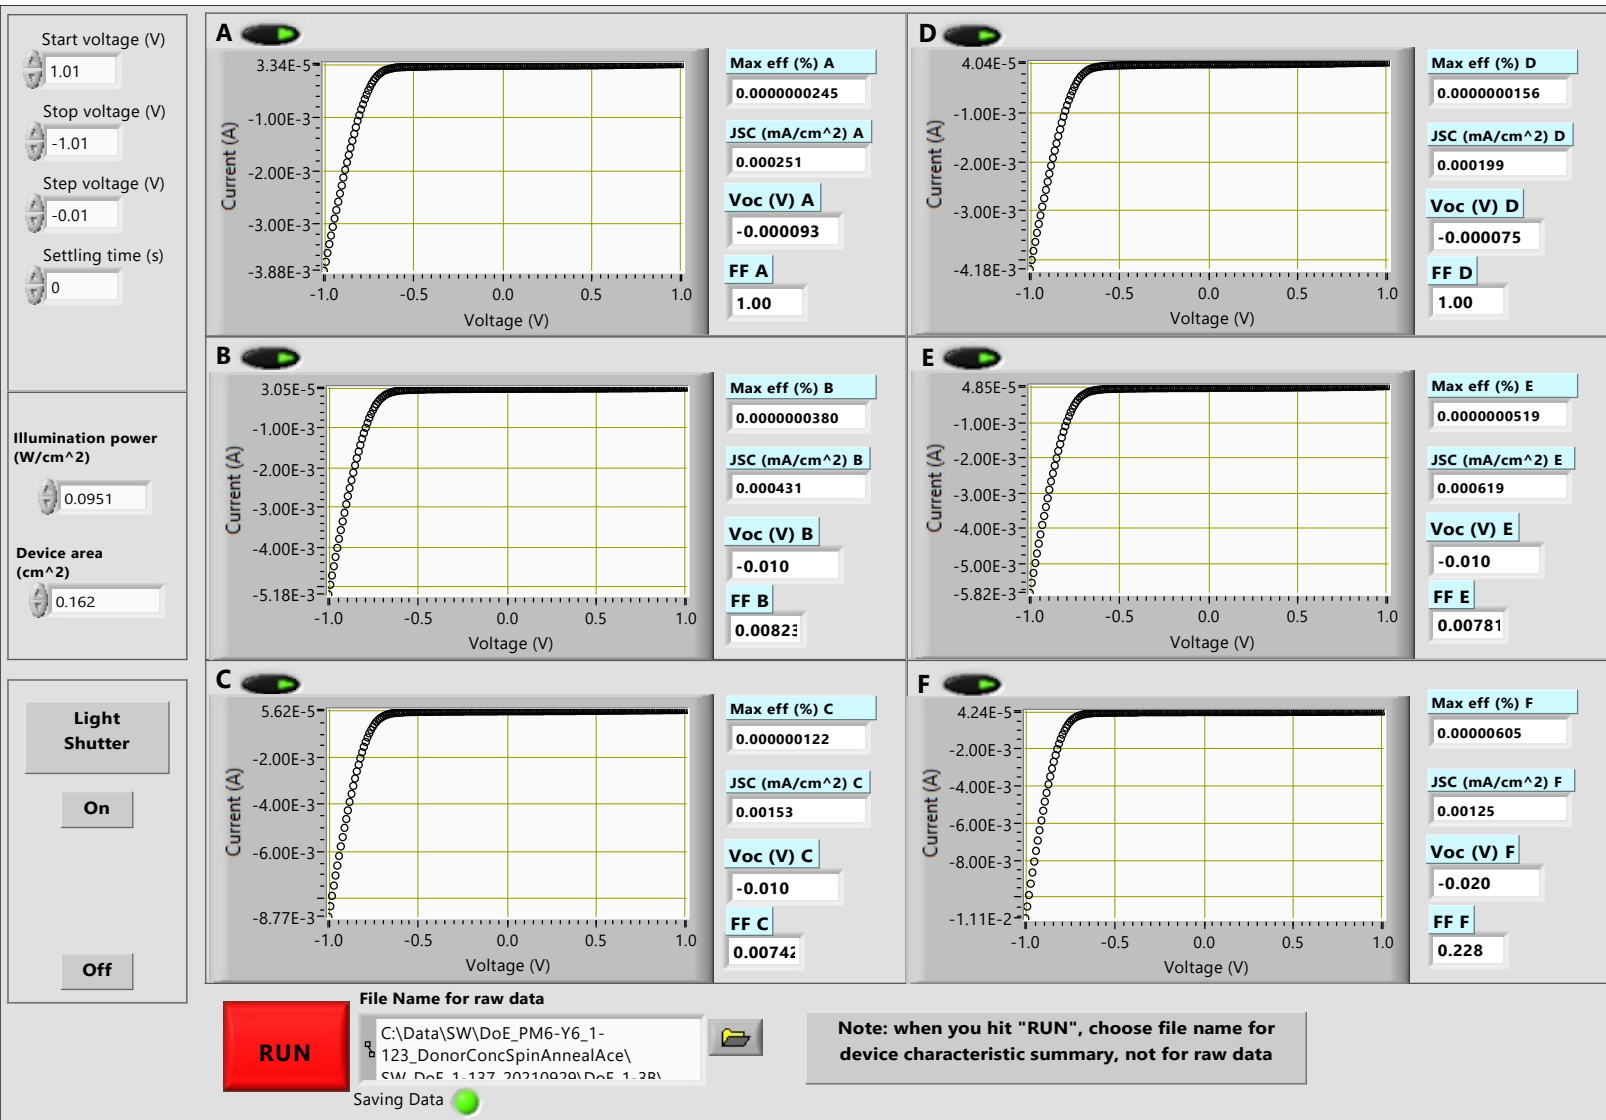 Start voltage (V)
1.01
Stop voltage (V)
-1.01
Step voltage (V)
-0.01
Settling time (s)
0
Illumination power
(W/cm^2)
0.0951
Device area
(cm^2)
0.162
Light
Shutter
On
Off
A
3.34E-5
-1.00E-3
-2.00E-3
-3.00E-3
-3.88E-3
Current (A)
-1.0 -0.5 0.0 0.5 1.0
Voltage (V)
Max eff (%) A
0.0000000245
JSC (mA/cm^2) A
0.000251
Voc (V) A
-0.000093
FF A
1.00
D
4.04E-5
-1.00E-3
-2.00E-3
-3.00E-3
-4.18E-3
Current (A)
-1.0 -0.5 0.0 0.5 1.0
Voltage (V)
Max eff (%) D
0.0000000156
JSC (mA/cm^2) D
0.000199
Voc (V) D
-0.000075
FF D
1.00
B
3.05E-5
-1.00E-3
-2.00E-3
-3.00E-3
-4.00E-3
-5.18E-3
Current (A)
-1.0 -0.5 0.0 0.5 1.0
Voltage (V)
Max eff (%) B
0.0000000380
JSC (mA/cm^2) B
0.000431
Voc (V) B
-0.010
FF B
0.00823
E
4.85E-5
-1.00E-3
-2.00E-3
-3.00E-3
-4.00E-3
-5.00E-3
-5.82E-3
Current (A)
-1.0 -0.5 0.0 0.5 1.0
Voltage (V)
Max eff (%) E
0.0000000519
JSC (mA/cm^2) E
0.000619
Voc (V) E
-0.010
FF E
0.00781
C
5.62E-5
-2.00E-3
-4.00E-3
-6.00E-3
-8.77E-3
Current (A)
-1.0 -0.5 0.0 0.5 1.0
Voltage (V)
Max eff (%) C
0.000000122
JSC (mA/cm^2) C
0.00153
Voc (V) C
-0.010
FF C
0.00742
F
4.24E-5
-2.00E-3
-4.00E-3
-6.00E-3
-8.00E-3
-1.11E-2
Current (A)
-1.0 -0.5 0.0 0.5 1.0
Voltage (V)
Max eff (%) F
0.00000605
JSC (mA/cm^2) F
0.00125
Voc (V) F
-0.020
FF F
0.228
RUN
File Name for raw data
C:\Data\SW\DoE_PM6-Y6_1-
123_DonorConcSpinAnnealAce\
SW_DoE_1-137_20210929\DoE_1-3B\
Saving Data
Note: when you hit "RUN", choose file name for
device characteristic summary, not for raw data